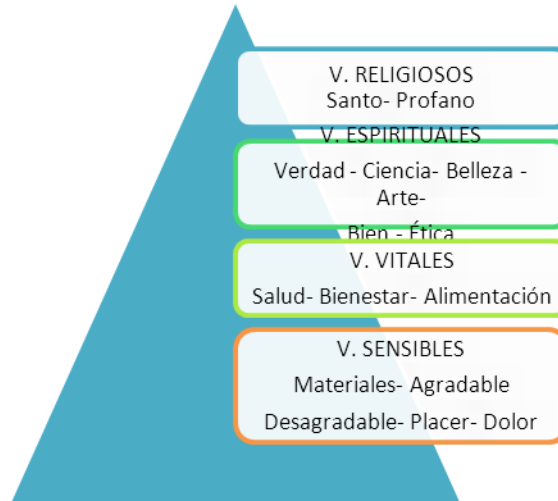 V. RELIGIOSOS
Santo- Profano
V. ESPIRITUALES
Verdad - Ciencia- Belleza -
Arte-
Bien - Ética
V. VITALES
Salud- Bienestar- Alimentación
V. SENSIBLES
Materiales- Agradable
Desagradable- Placer- Dolor